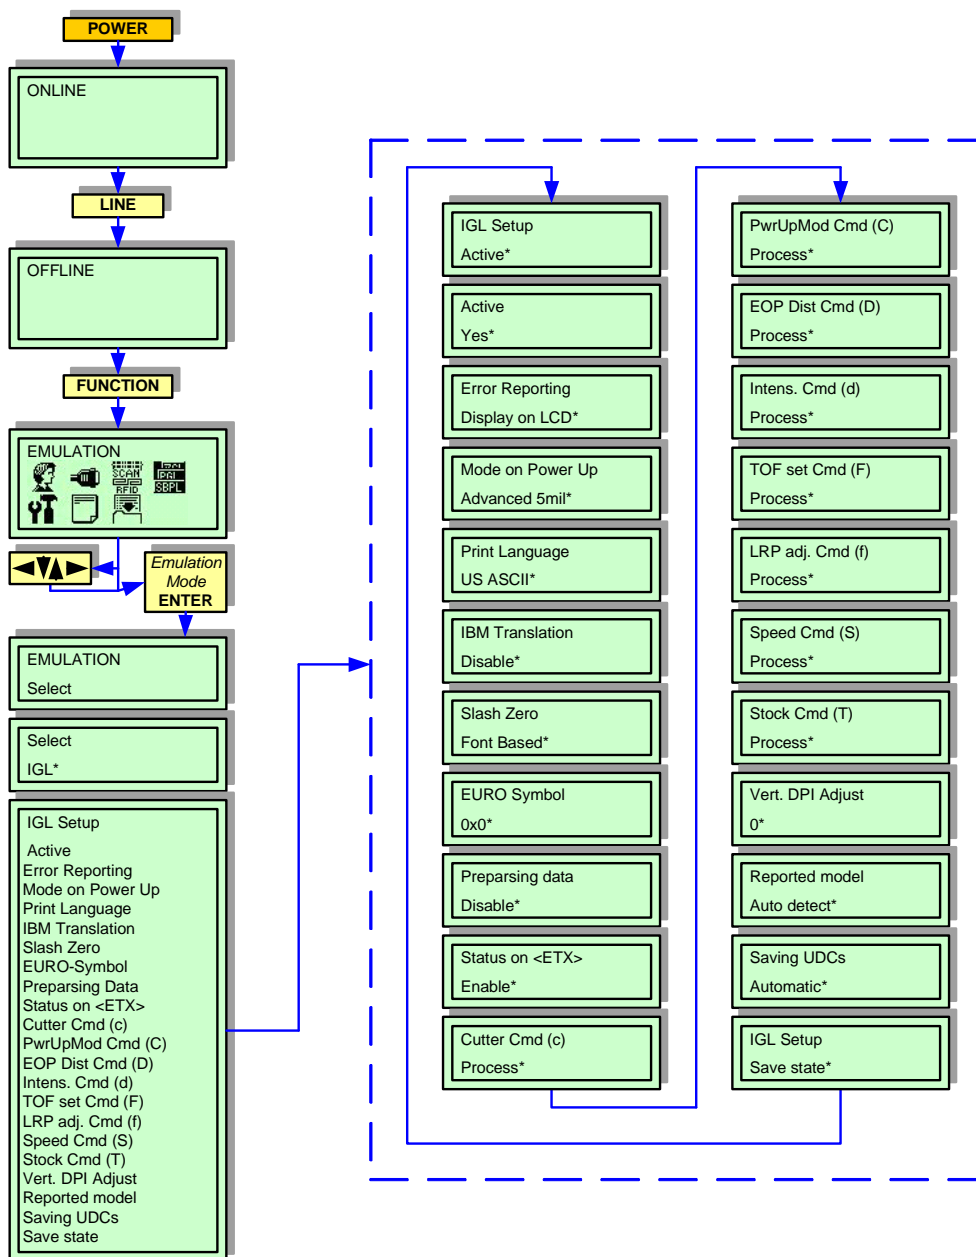 POWER
ONLINE
LINE
OFFLINE
FUNCTION
EMULATION
SCAN
RFID
PGL
SBPL
Emulation
Mode
ENTER
EMULATION
Select
Select
IGL*
IGL Setup
Active
Error Reporting
Mode on Power Up
Print Language
IBM Translation
Slash Zero
EURO-Symbol
Preparsing Data
Status on <ETX>
Cutter Cmd (c)
PwrUpMod Cmd (C)
EOP Dist Cmd (D)
Intens. Cmd (d)
TOF set Cmd (F)
LRP adj. Cmd (f)
Speed Cmd (S)
Stock Cmd (T)
Vert. DPI Adjust
Reported model
Saving UDCs
Save state
IGL Setup
Active*
Active
Yes*
Error Reporting
Display on LCD*
Mode on Power Up
Advanced 5mil*
Print Language
US ASCII*
IBM Translation
Disable*
Slash Zero
Font Based*
EURO Symbol
0x0*
Preparsing data
Disable*
Status on <ETX>
Enable*
Cutter Cmd (c)
Process*
PwrUpMod Cmd (C)
Process*
EOP Dist Cmd (D)
Process*
Intens. Cmd (d)
Process*
TOF set Cmd (F)
Process*
LRP adj. Cmd (f)
Process*
Speed Cmd (S)
Process*
Stock Cmd (T)
Process*
Vert. DPI Adjust
0*
Reported model
Auto detect*
Saving UDCs
Automatic*
IGL Setup
Save state*